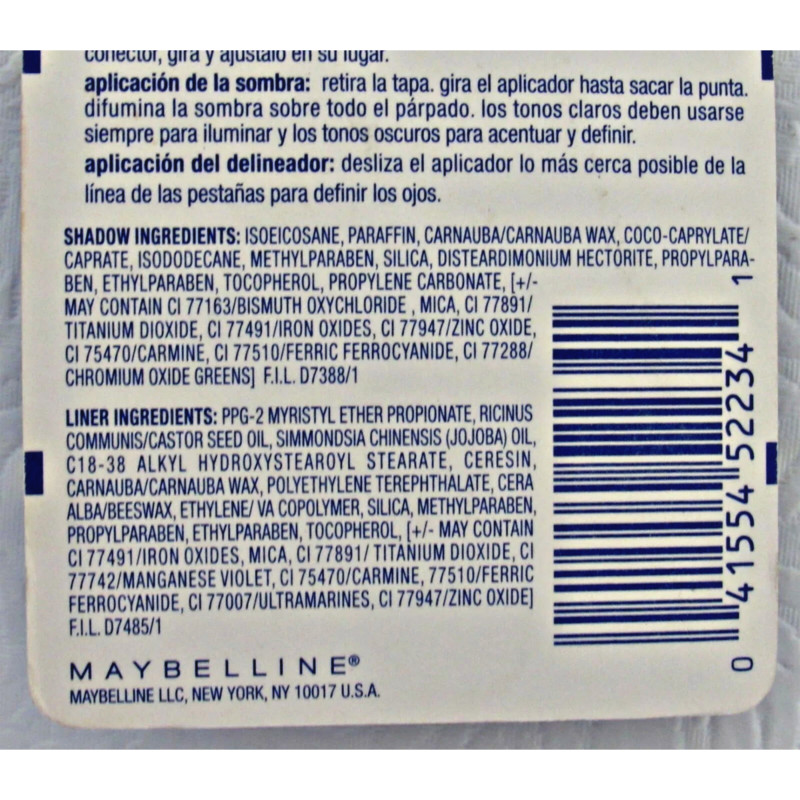 corrector, gira y ajústalo en su lugar.
aplicación de la sombra: retira la tapa. gira el aplicador hasta sacar la punta.
difumina la sombra sobre todo el párpado. los tonos claros deben usarse
siempre para iluminar y los tonos oscuros para acentuar y definir.
aplicación del delineador: desliza el aplicador lo más cerca posible de la
línea de las pestañas para definir los ojos.
SHADOW INGREDIENTS: ISOEICOSANE, PARAFFIN, CARNAUBA/CARNAUBA WAX, COCO-CAPRYLATE/
CAPRATE, ISODODECANE, METHYLPARABEN, SILICA, DISTEARDIMONIUM HECTORITE, PROPYLPARA-
BEN, ETHYLPARABEN, TOCOPHEROL, PROPYLENE CARBONATE, [+/-
MAY CONTAIN CI 77163/BISMUTH OXYCHLORIDE , MICA, CI 77891/
TITANIUM DIOXIDE, CI 77491/IRON OXIDES, CI 77947/ZINC OXIDE,
CI 75470/CARMINE, CI 77510/FERRIC FERROCYANIDE, CI 77288/
CHROMIUM OXIDE GREENS] F.I.L. D7388/1
LINER INGREDIENTS: PPG-2 MYRISTYL ETHER PROPIONATE, RICINUS
COMMUNIS/CASTOR SEED OIL, SIMMONDSIA CHINENSIS (JOJOBA) OIL,
C18-38 ALKYL HYDROXYSTEAROYL STEARATE, CERESIN,
CARNAUBA/CARNAUBA WAX, POLYETHYLENE TEREPHTHALATE, CERA
ALBA/BEESWAX, ETHYLENE/ VA COPOLYMER, SILICA, METHYLPARABEN,
PROPYLPARABEN, ETHYLPARABEN, TOCOPHEROL, [+/- MAY CONTAIN
CI 77491/IRON OXIDES, MICA, CI 77891/ TITANIUM DIOXIDE, CI
77742/MANGANESE VIOLET, CI 75470/CARMINE, 77510/FERRIC
FERROCYANIDE, CI 77007/ULTRAMARINES, CI 77947/ZINC OXIDE]
F.I.L. D7485/1
MAYBELLINE®
MAYBELLINE LLC, NEW YORK, NY 10017 U.S.A.
0 41554 52234 1